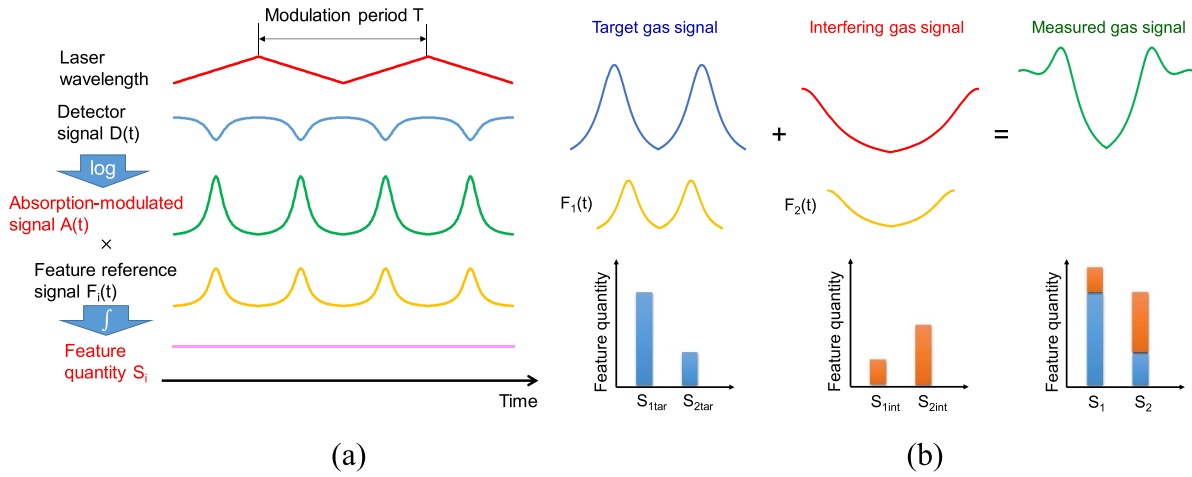 Modulation period T
Laser
wavelength
Detector
signal D(t)
log
Absorption-modulated
signal A(t)
×
Feature reference
signal Fᵢ(t)
∫
Feature
quantity Sᵢ
Time
(a)
Target gas signal
Interfering gas signal
Measured gas signal
+
=
F₁(t)
F₂(t)
Feature quantity
S₁tar
S₂tar
Feature quantity
S₁int
S₂int
Feature quantity
S₁
S₂
(b)